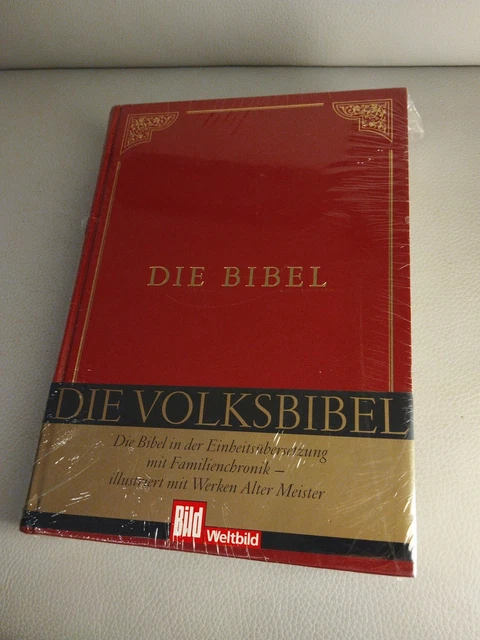 DIE BIBEL
DIE VOLKSBIBEL
Die Bibel in der Einheitsübersetzung
mit Familienchronik –
illustriert mit Werken Alter Meister
Bild Weltbild